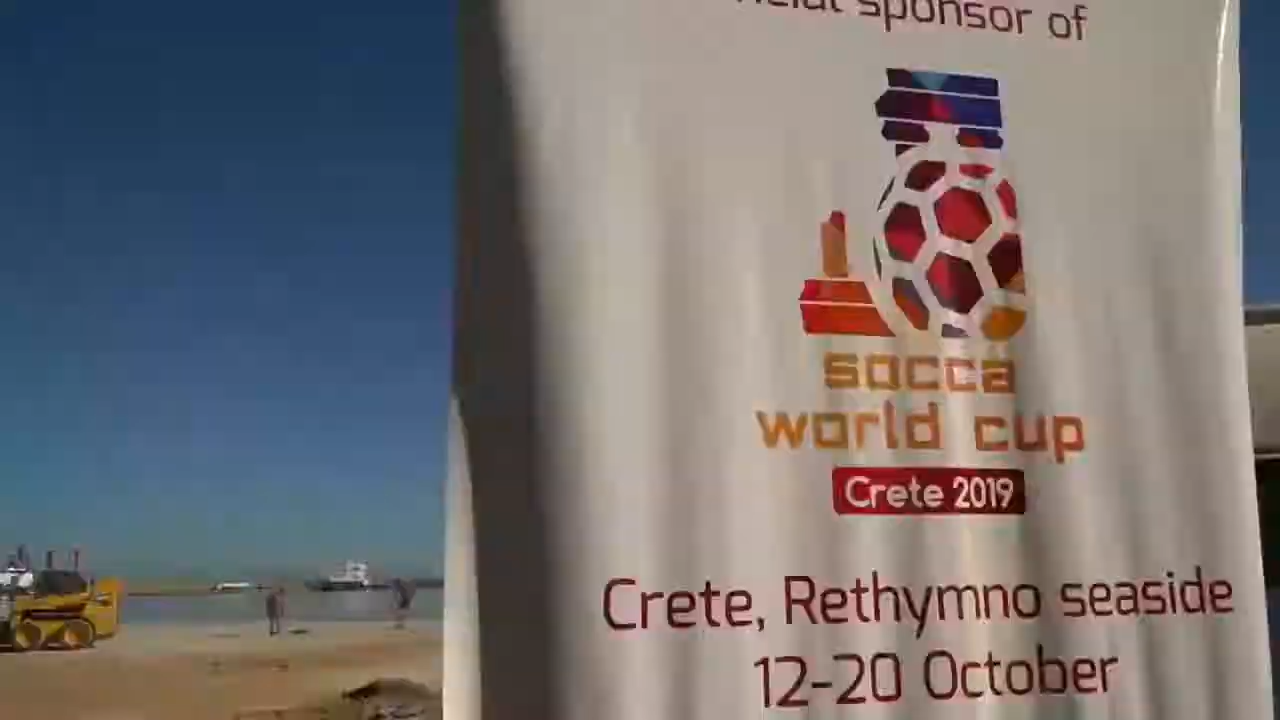 sponsor of
socca
world cup
Crete 2019
Crete, Rethymno seaside
12-20 October